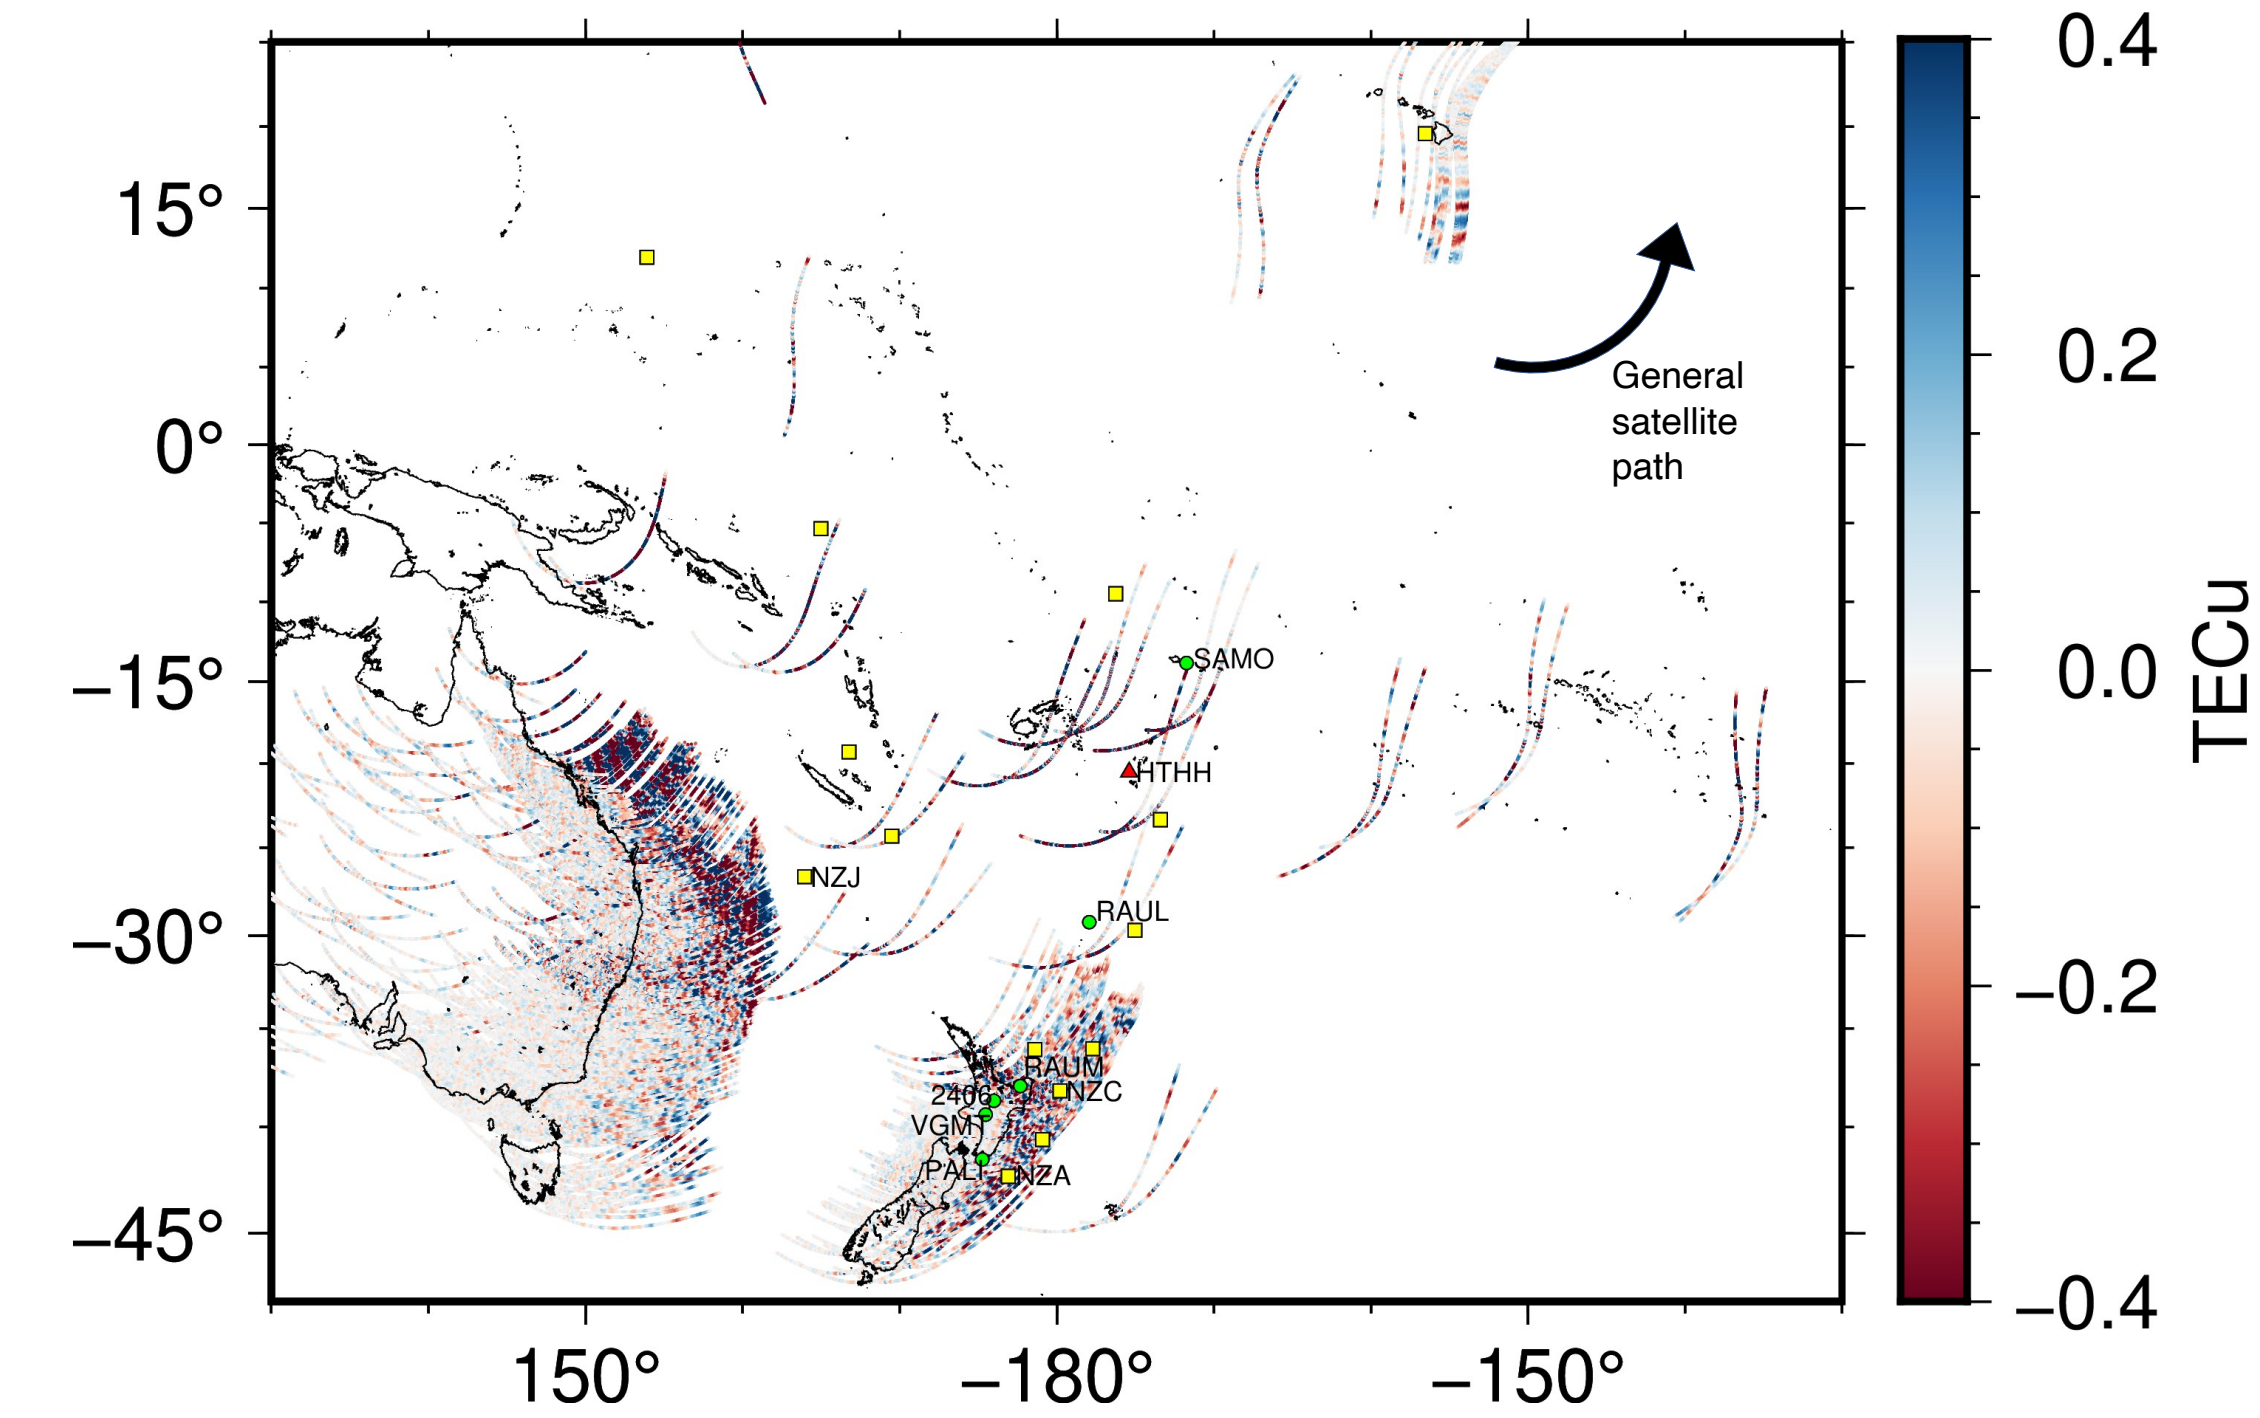 0.4
0.2
0.0
−0.2
−0.4
TECu
15°
0°
−15°
−30°
−45°
150°
−180°
−150°
General
satellite
path
SAMO
HTHH
NZJ
RAUL
RAUM
2406
NZC
VGMT
PALI
NZA